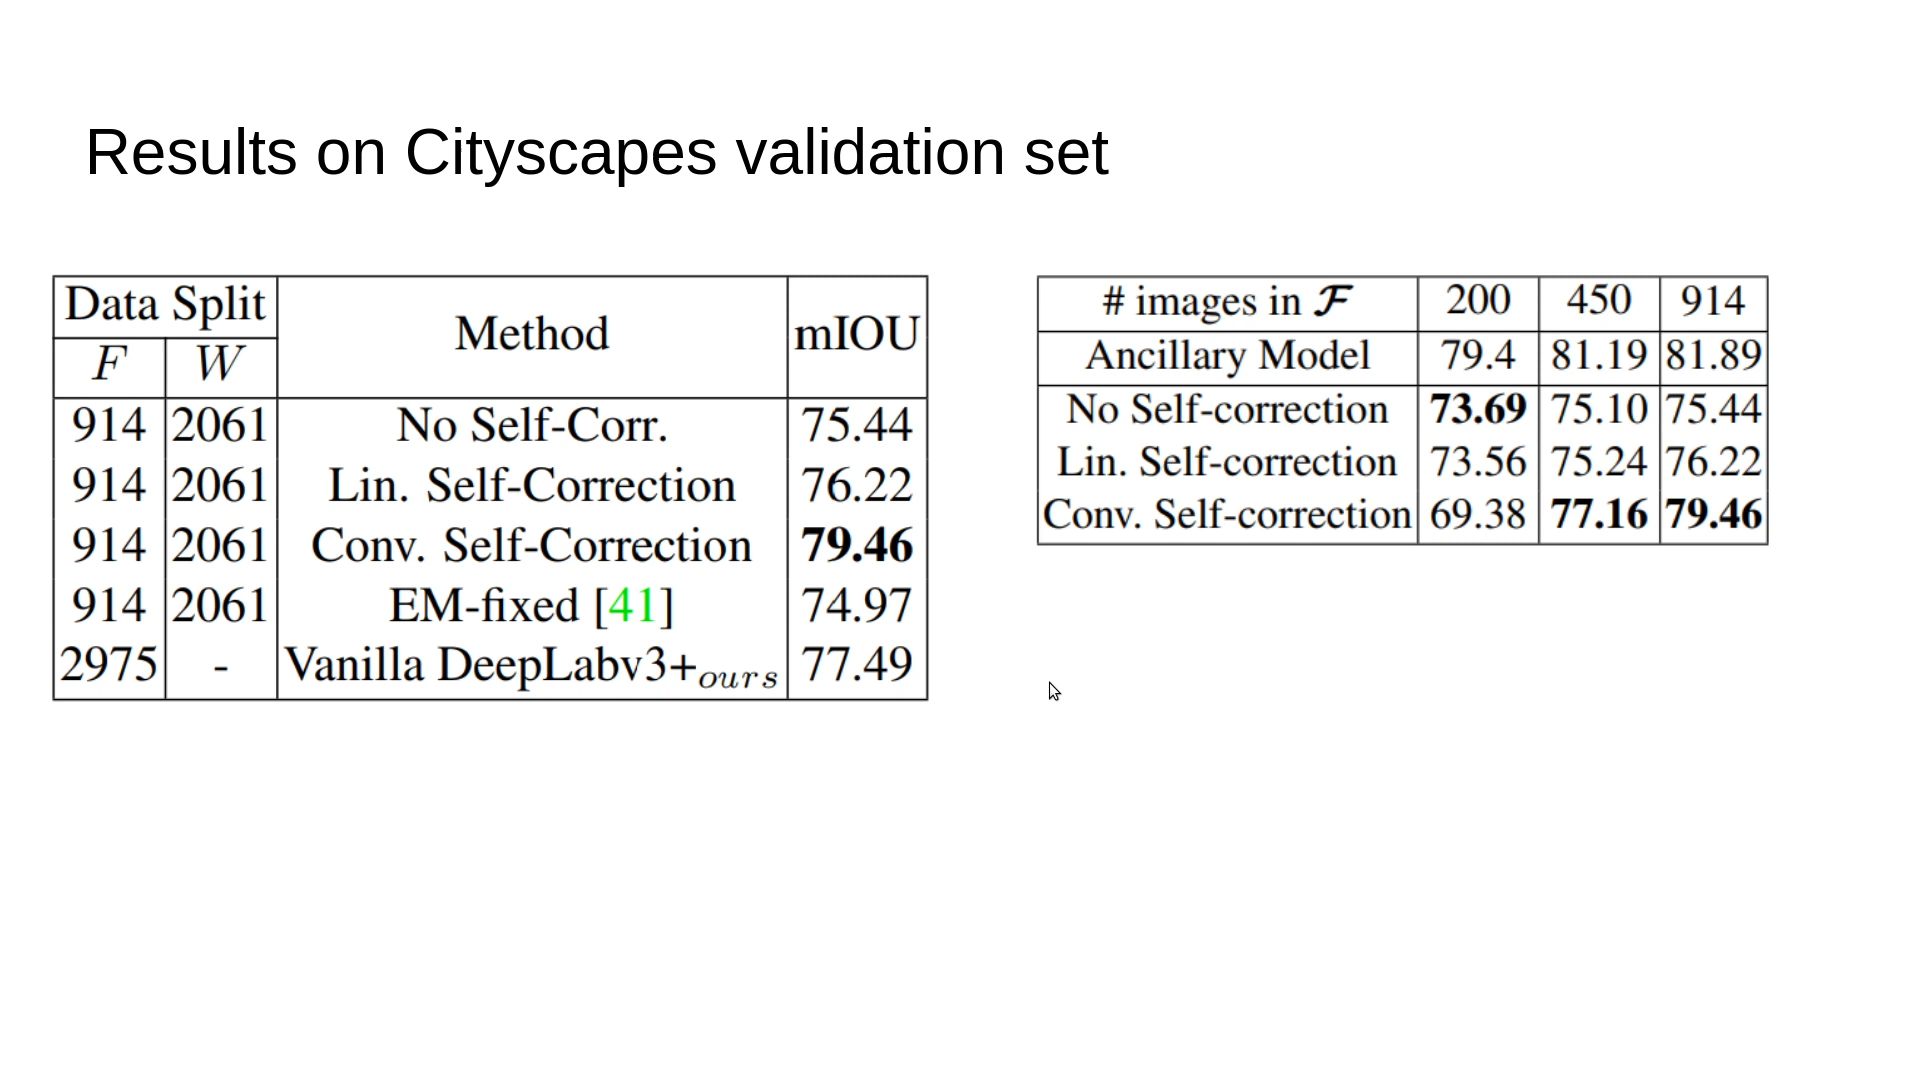 Results on Cityscapes validation set
Data Split Method mIOU
F W
914 2061 No Self-Corr. 75.44
914 2061 Lin. Self-Correction 76.22
914 2061 Conv. Self-Correction 79.46
914 2061 EM-fixed [41] 74.97
2975 - Vanilla DeepLabv3+ours 77.49
# images in F 200 450 914
Ancillary Model 79.4 81.19 81.89
No Self-correction 73.69 75.10 75.44
Lin. Self-correction 73.56 75.24 76.22
Conv. Self-correction 69.38 77.16 79.46